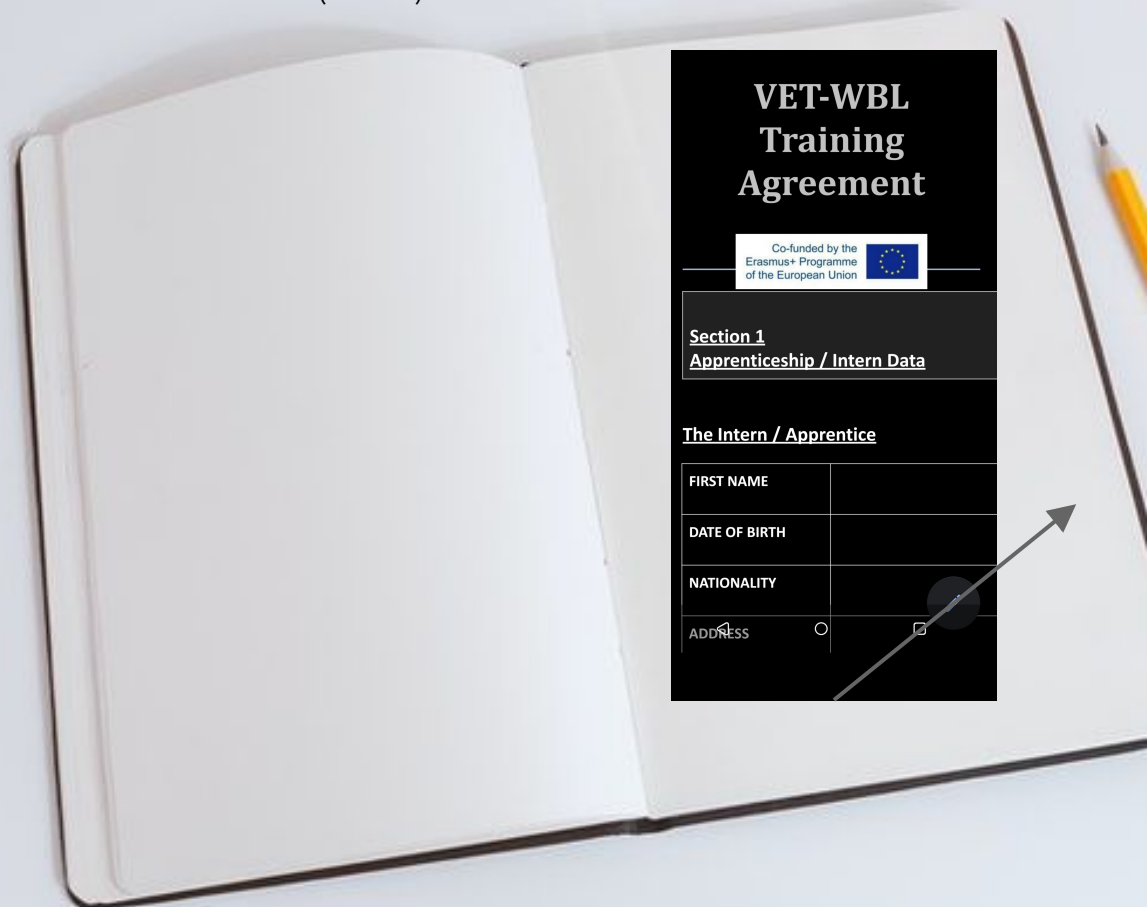 VET-WBL
Training
Agreement
Co-funded by the
Erasmus+ Programme
of the European Union
Section 1
Apprenticeship / Intern Data
The Intern / Apprentice
FIRST NAME
DATE OF BIRTH
NATIONALITY
ADDRESS